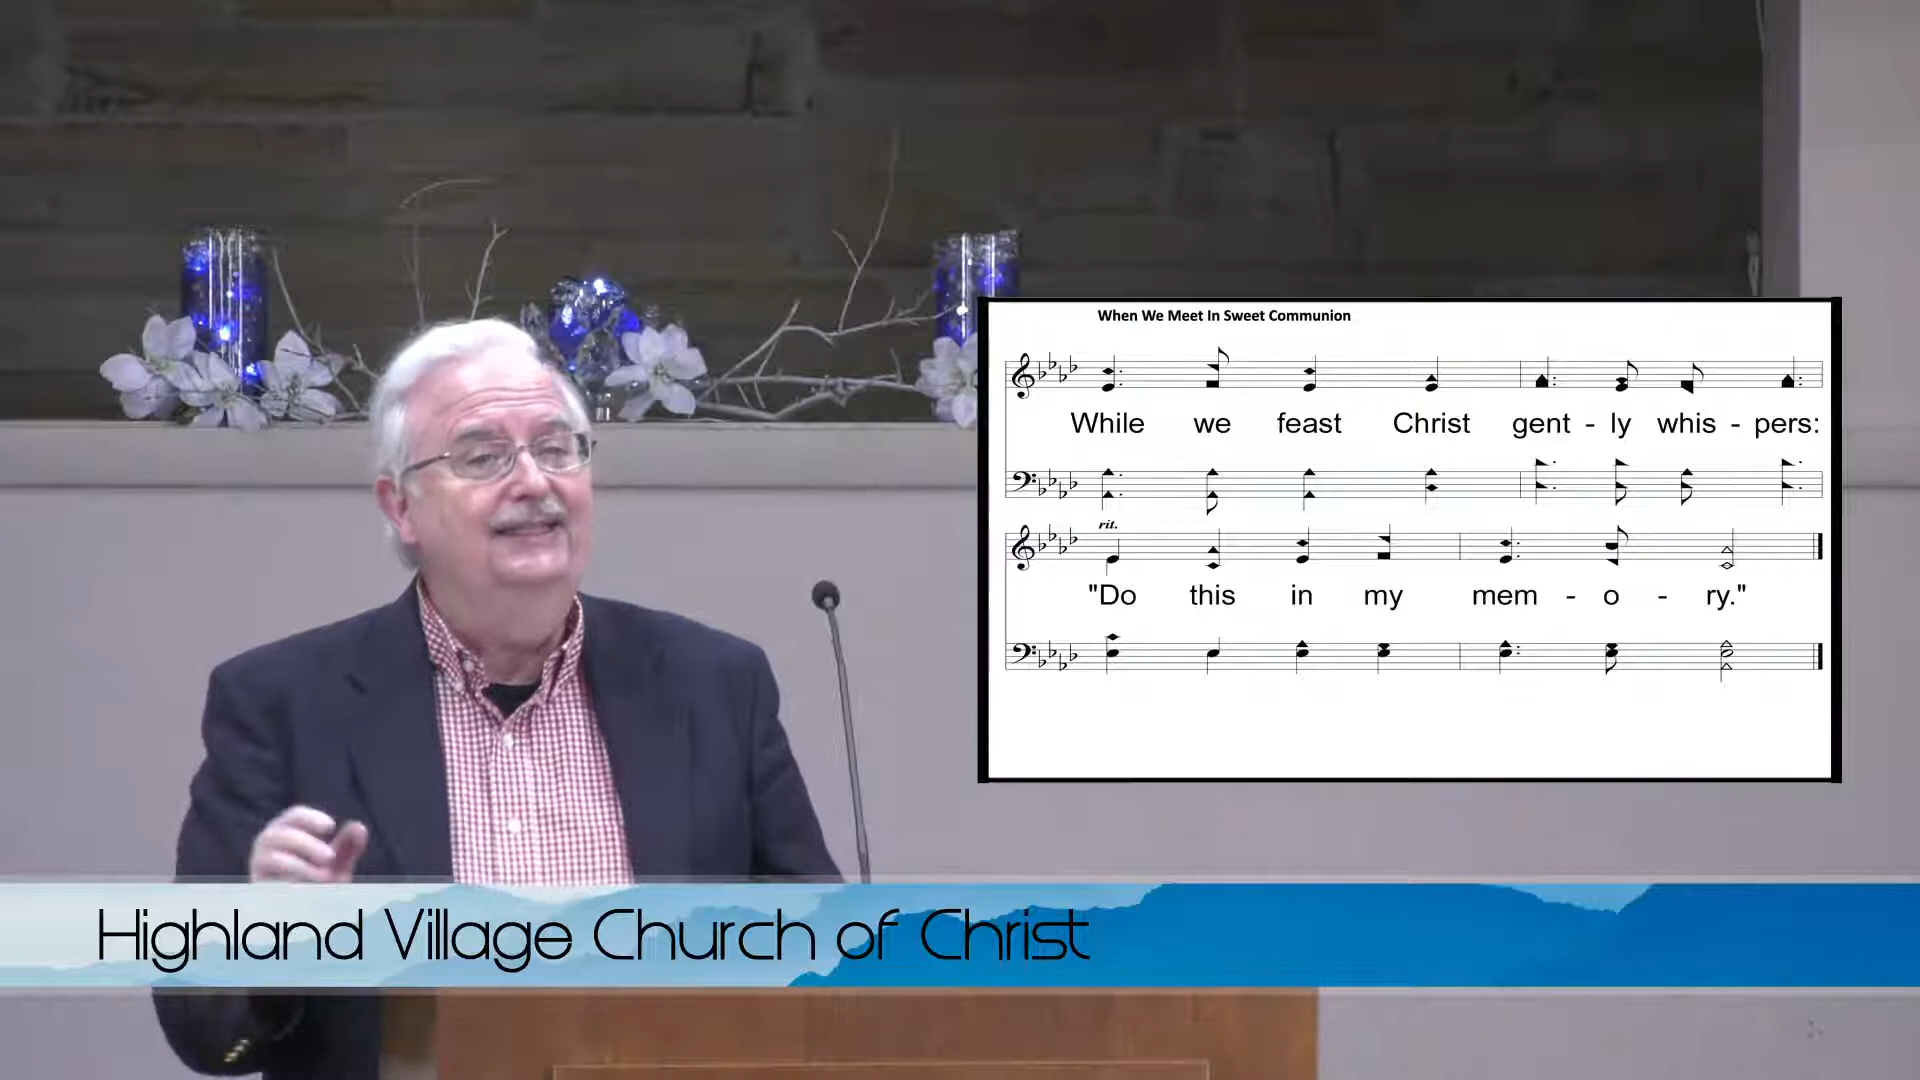 When We Meet In Sweet Communion
While we feast Christ gent - ly whis - pers:
rit.
"Do this in my mem - o - ry."
Highland Village Church of Christ